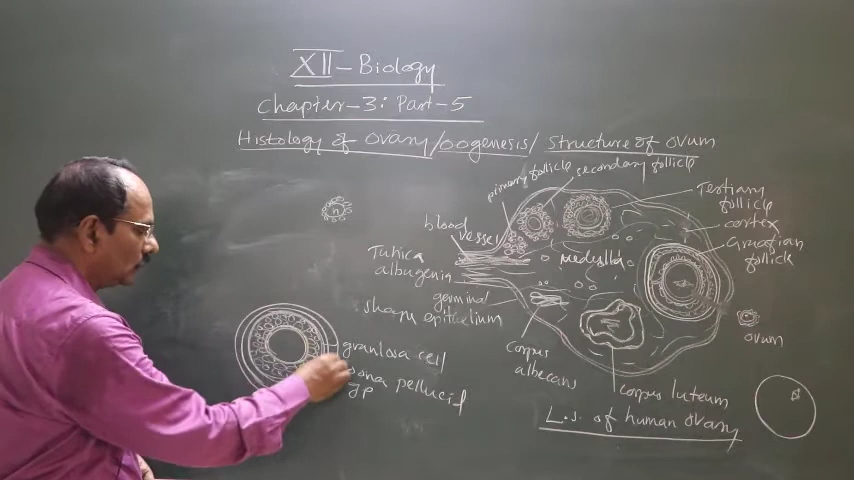 XII - Biology
Chapter-3: Part-5
Histology of Ovary/oogenesis/ Structure of Ovum
primary follicle
secondary follicle
Tertiary
follicle
cortex
Graafian
follicle
blood
vessel
Tunica
albugenia
germinal
epithelium
medulla
corpus
albecans
corpus luteum
ovum
L.S. of human Ovary
granlosa cell
zona pellucid
ZP
n